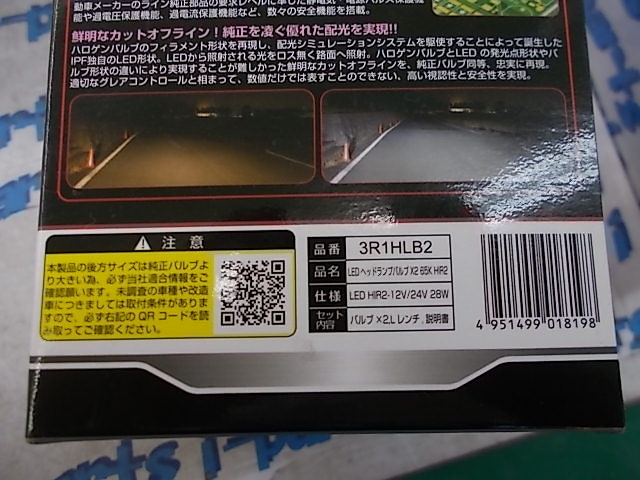 動車メーカーのライン純正部品の要求レベルに準じた静電気・電源パルス保護機
能や過電圧保護機能、過電流保護機能など、数々の安全機能を搭載。
鮮明なカットオフライン!純正を凌ぐ優れた配光を実現!!
ハロゲンバルブのフィラメント形状を再現し、配光シミュレーションシステムを駆使することによって誕生した
IPF独自のLED形状。LEDから照射される光をロス無く路面へ照射。ハロゲンバルブとLEDの発光点形状やバ
ルブ形状の違いにより実現することが難しかった鮮明なカットオフラインを、純正バルブ同等、忠実に再現。
適切なグレアコントロールと相まって、数値だけでは表すことのできない、高い視認性と安全性を実現。
注意
本製品の後方サイズは純正バルブよ
り大きい為、必ず当社適合情報をご
確認願います。未調査の車種や改造
車につきましては取付条件がありま
すので、必ず右記のQRコードを読
み取ってご確認ください。
品番 3R1HLB2
品名 LEDヘッドランプバルブ X2 65K HIR2
仕様 LED HIR2-12V/24V 28W
セット内容 バルブ×2,Lレンチ,説明書
4 951499 018198